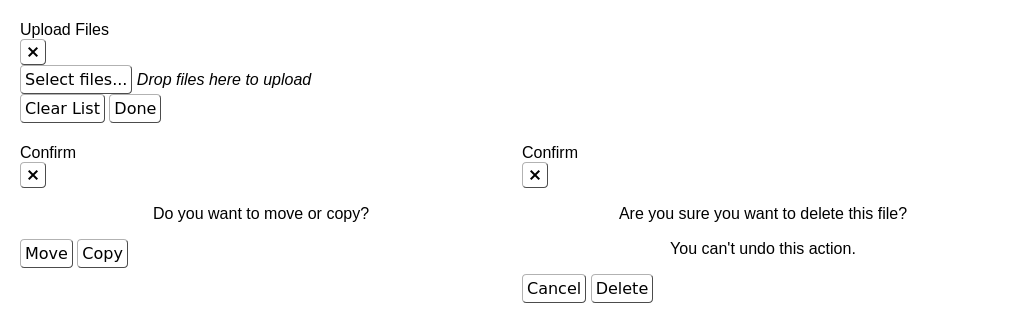 Upload Files
×
Select files... Drop files here to upload
Clear List Done
Confirm
×
Do you want to move or copy?
Move Copy
Confirm
×
Are you sure you want to delete this file?
You can't undo this action.
Cancel Delete